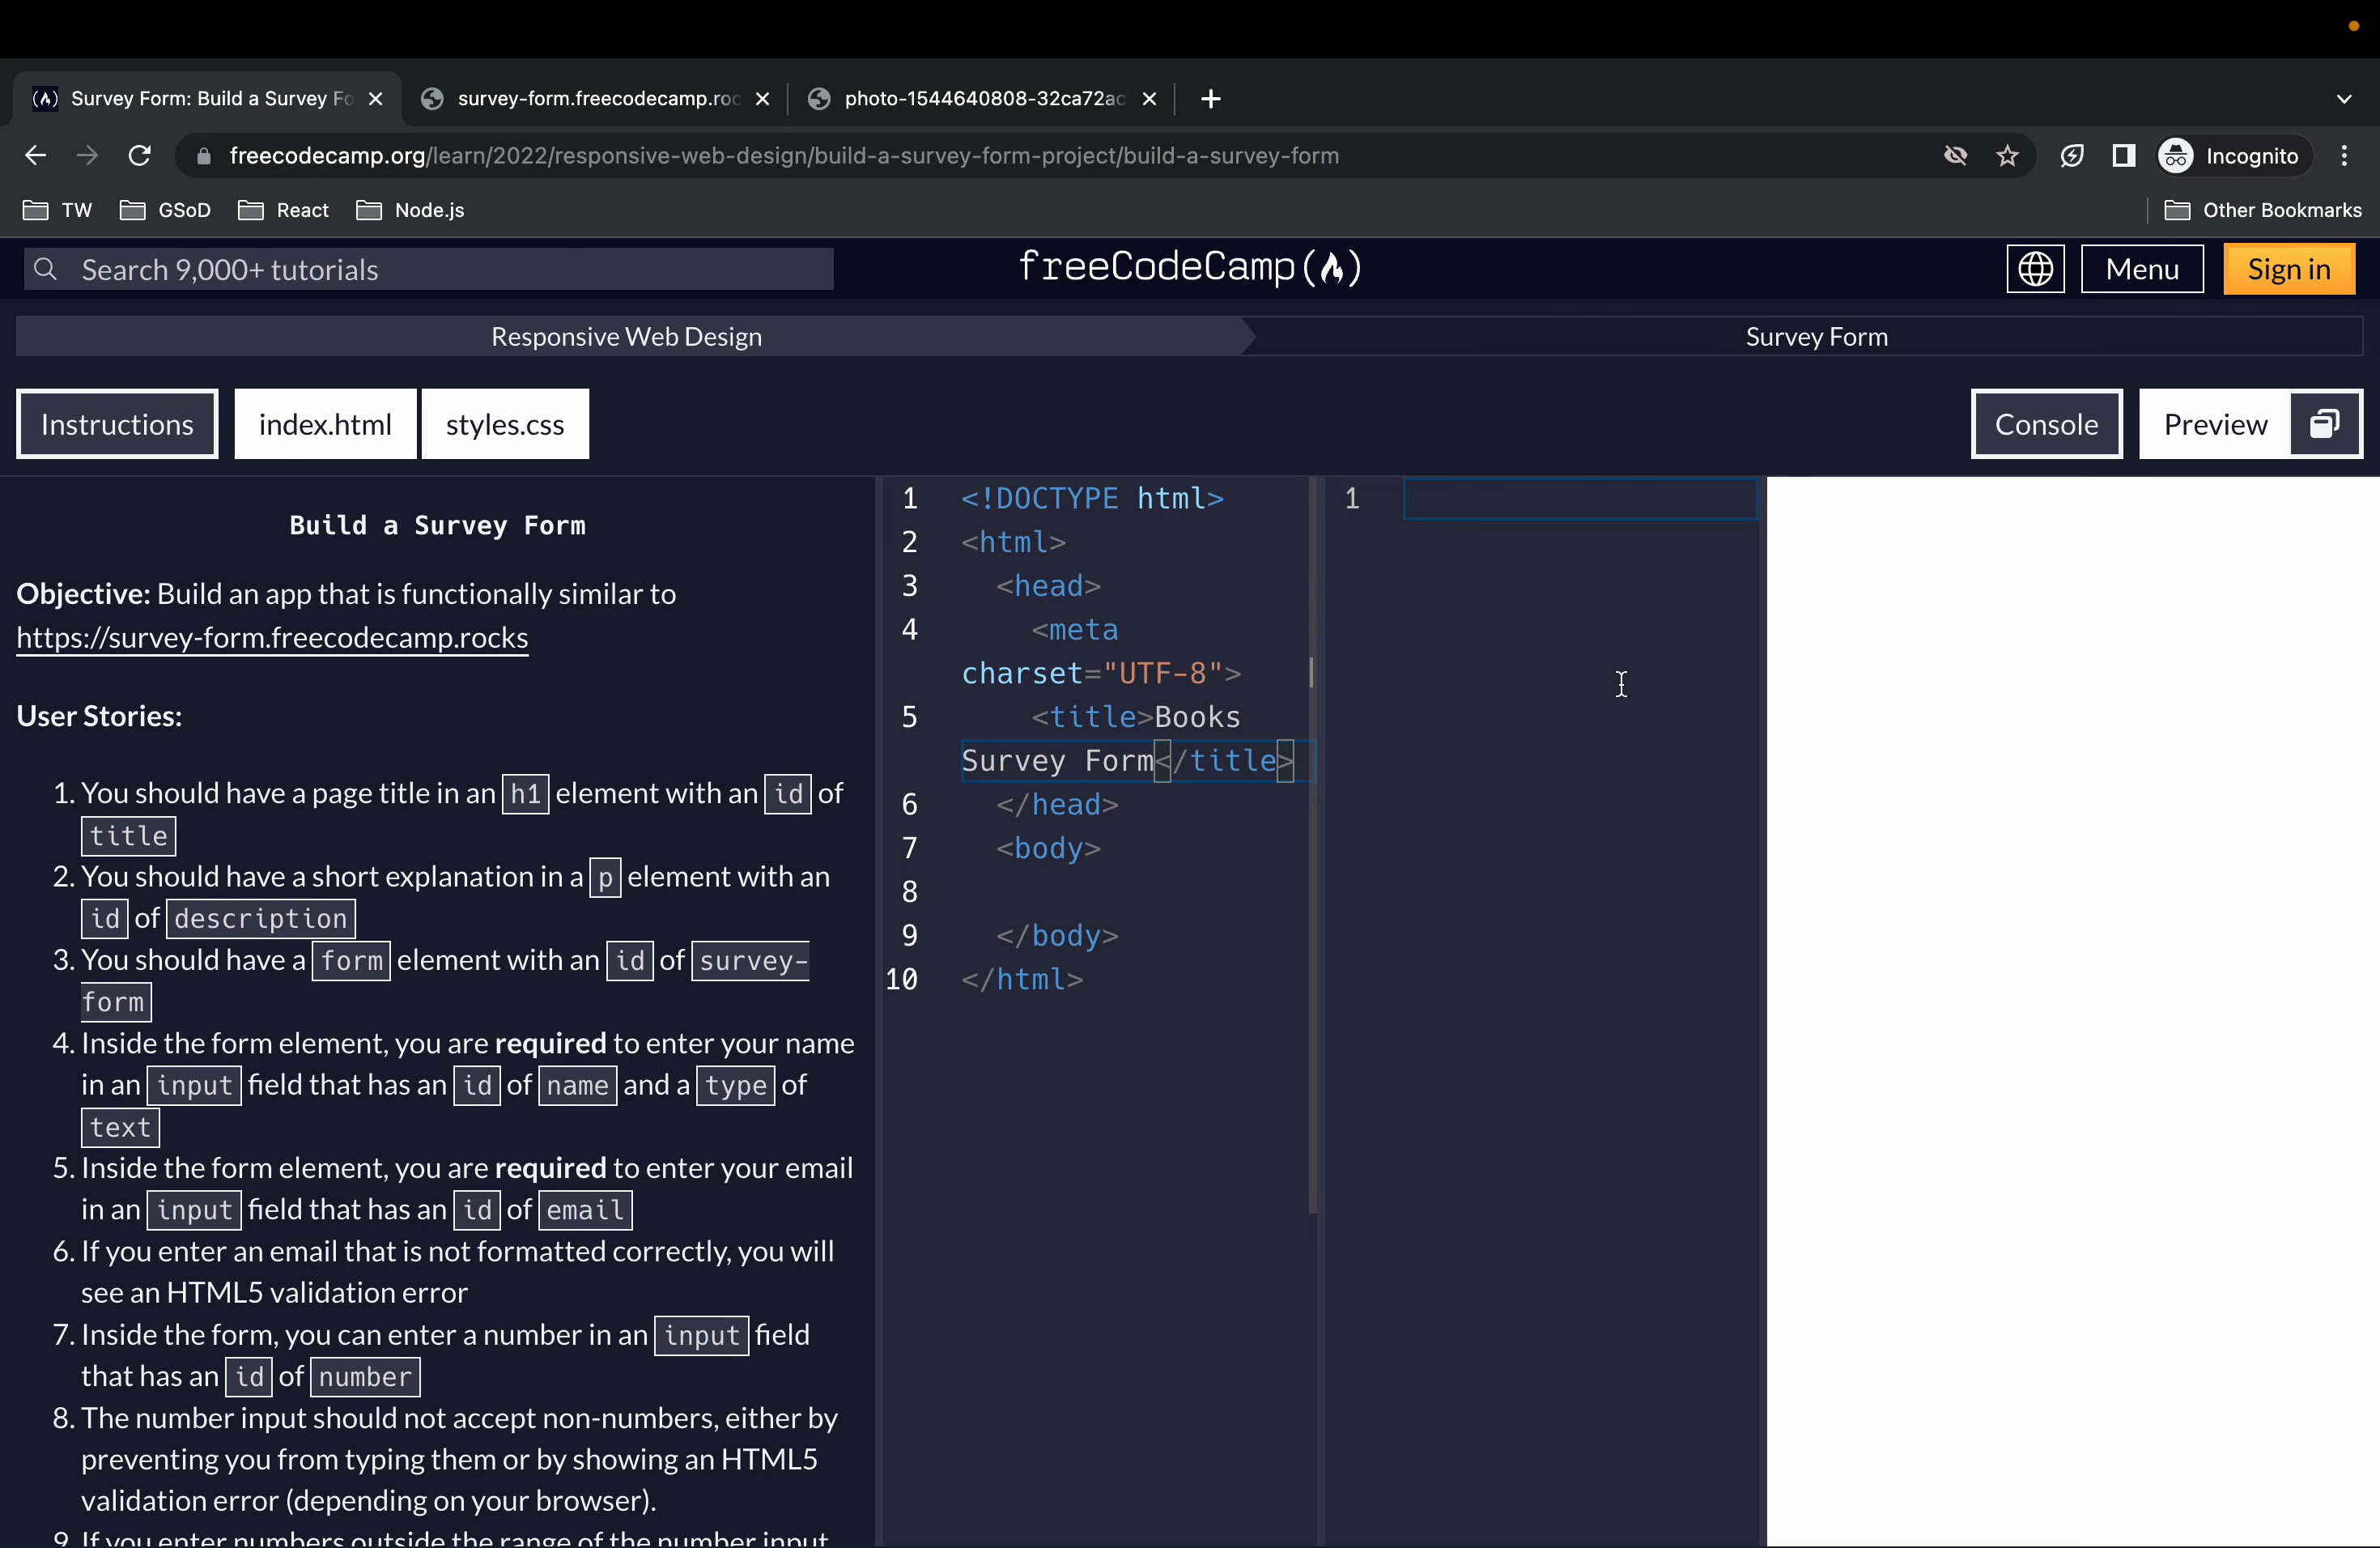 Survey Form: Build a Survey Fo
survey-form.freecodecamp.roc
photo-1544640808-32ca72ac
freecodecamp.org/learn/2022/responsive-web-design/build-a-survey-form-project/build-a-survey-form
Incognito
TW
GSoD
React
Node.js
Other Bookmarks
Search 9,000+ tutorials
freeCodeCamp(🔥)
Menu
Sign in
Responsive Web Design
Survey Form
Instructions
index.html
styles.css
Console
Preview
Build a Survey Form
Objective: Build an app that is functionally similar to
https://survey-form.freecodecamp.rocks
User Stories:
1. You should have a page title in an h1 element with an id of
title
2. You should have a short explanation in a p element with an
id of description
3. You should have a form element with an id of survey-
form
4. Inside the form element, you are required to enter your name
in an input field that has an id of name and a type of
text
5. Inside the form element, you are required to enter your email
in an input field that has an id of email
6. If you enter an email that is not formatted correctly, you will
see an HTML5 validation error
7. Inside the form, you can enter a number in an input field
that has an id of number
8. The number input should not accept non-numbers, either by
preventing you from typing them or by showing an HTML5
validation error (depending on your browser).
9. If you enter numbers outside the range of the number input,
1 <!DOCTYPE html>
2 <html>
3 <head>
4 <meta
charset="UTF-8">
5 <title>Books
Survey Form</title>
6 </head>
7 <body>
8
9 </body>
10 </html>
1